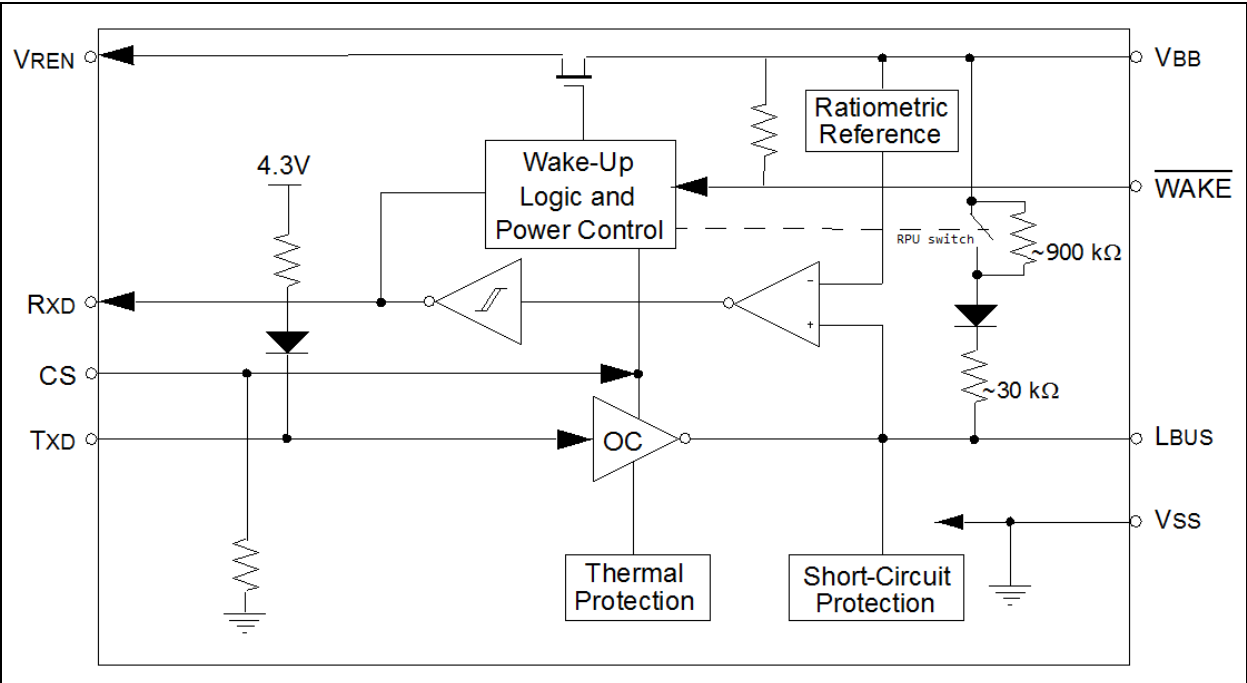 VREN
VBB
Ratiometric
Reference
4.3V
Wake-Up
Logic and
Power Control
WAKE
RPU switch
~900 kΩ
-
RXD
+
CS
~30 kΩ
TXD
OC
LBUS
VSS
Thermal
Protection
Short-Circuit
Protection